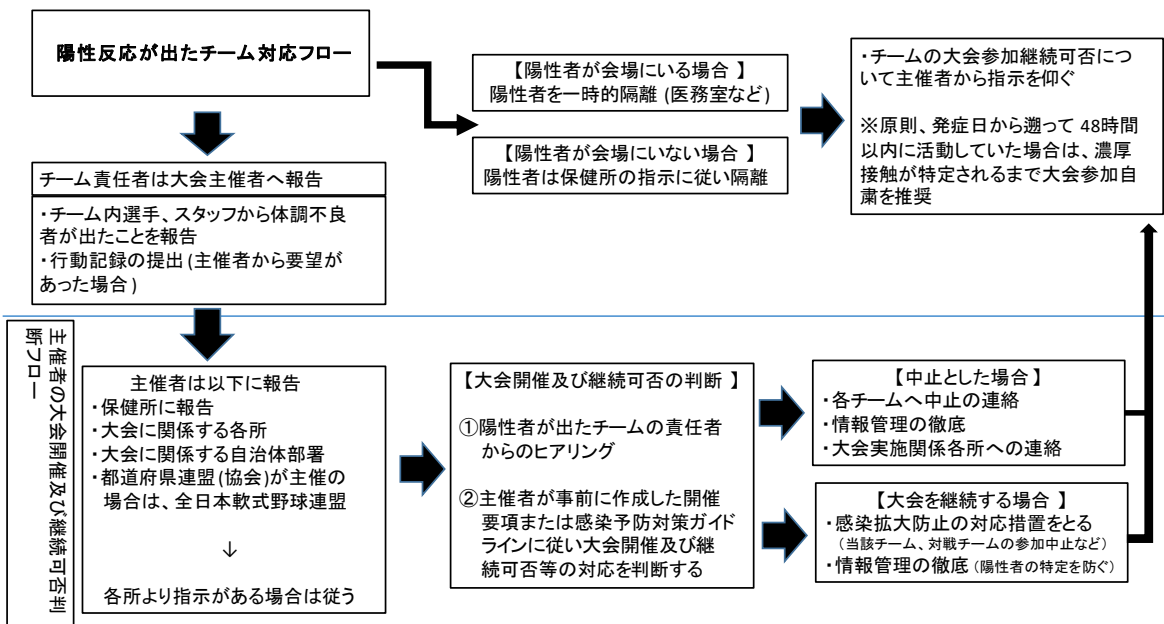 陽性反応が出たチーム対応フロー
【陽性者が会場にいる場合 】
陽性者を一時的隔離 (医務室など)
【陽性者が会場にいない場合 】
陽性者は保健所の指示に従い隔離
・チームの大会参加継続可否につ
いて主催者から指示を仰ぐ
※原則、発症日から遡って 48時間
以内に活動していた場合は、濃厚
接触が特定されるまで大会参加自
粛を推奨
チーム責任者は大会主催者へ報告
・チーム内選手、スタッフから体調不良
者が出たことを報告
・行動記録の提出 (主催者から要望が
あった場合 )
主催者の大会開催及び継続可否判
断フロー
主催者は以下に報告
・保健所に報告
・大会に関係する各所
・大会に関係する自治体部署
・都道府県連盟 (協会)が主催の
場合は、全日本軟式野球連盟
↓
各所より指示がある場合は従う
【大会開催及び継続可否の判断 】
①陽性者が出たチームの責任者
からのヒアリング
②主催者が事前に作成した開催
要項または感染予防対策ガイド
ラインに従い大会開催及び継
続可否等の対応を判断する
【中止とした場合 】
・各チームへ中止の連絡
・情報管理の徹底
・大会実施関係各所への連絡
【大会を継続する場合 】
・感染拡大防止の対応措置をとる
(当該チーム、対戦チームの参加中止など)
・情報管理の徹底 (陽性者の特定を防ぐ)